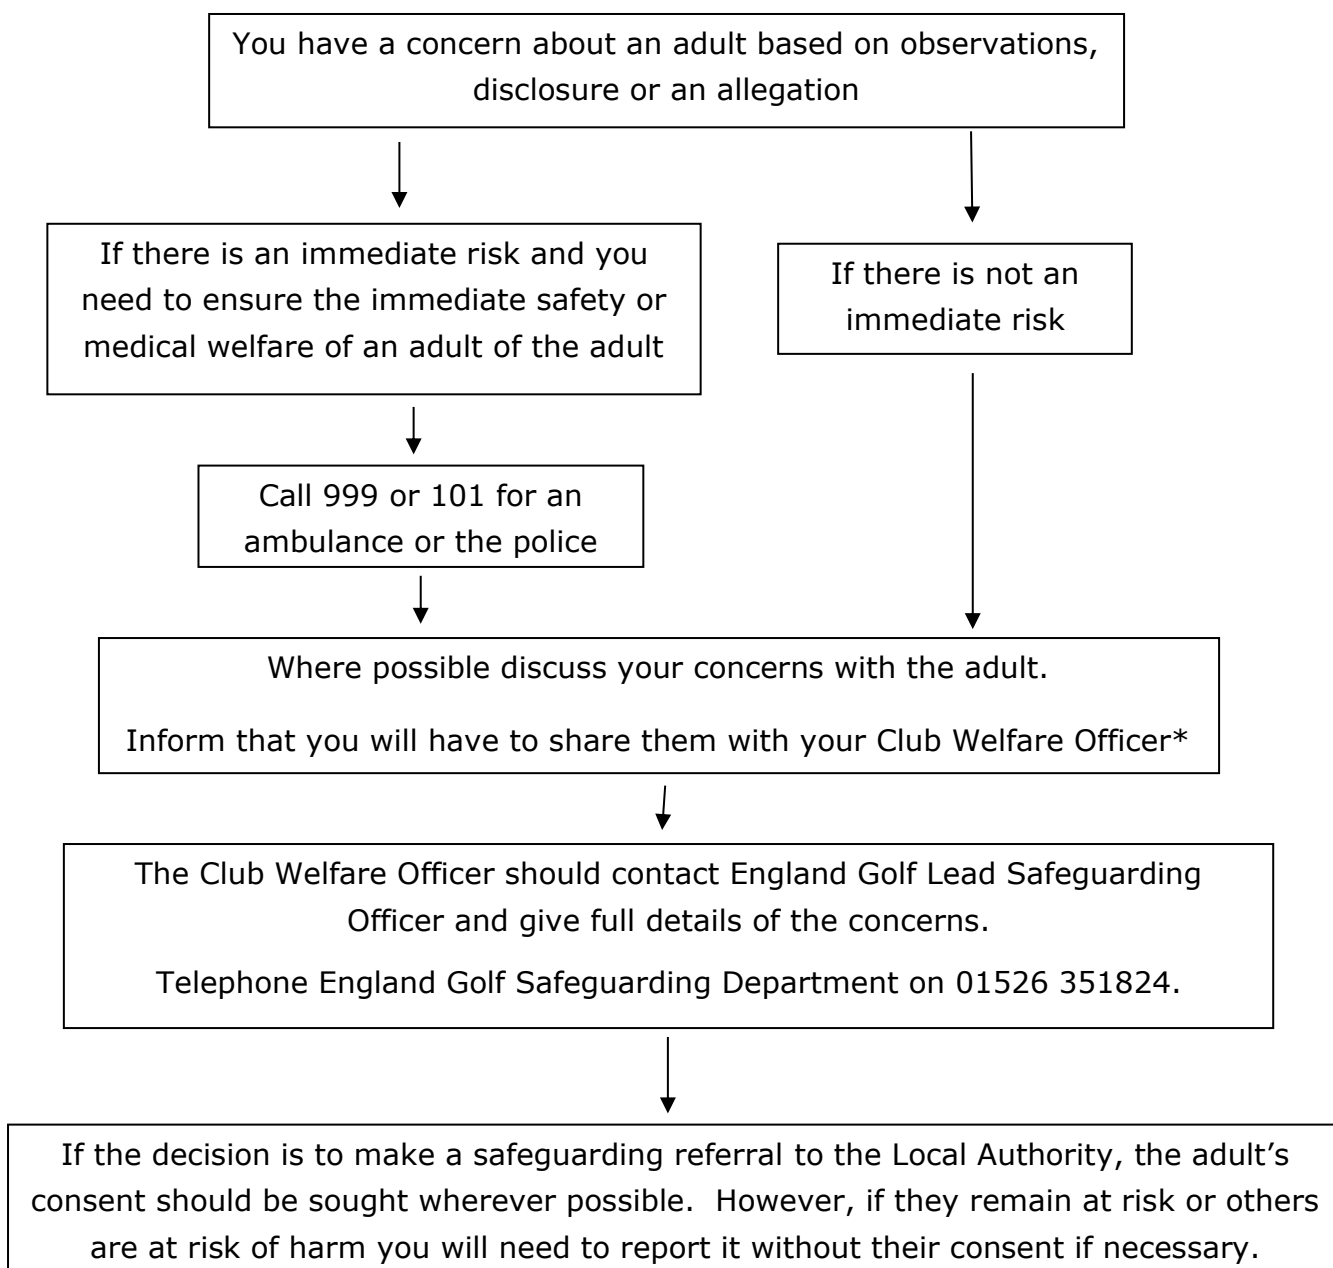 You have a concern about an adult based on observations,
disclosure or an allegation
If there is an immediate risk and you
need to ensure the immediate safety or
medical welfare of an adult of the adult
If there is not an
immediate risk
Call 999 or 101 for an
ambulance or the police
Where possible discuss your concerns with the adult.
Inform that you will have to share them with your Club Welfare Officer*
The Club Welfare Officer should contact England Golf Lead Safeguarding
Officer and give full details of the concerns.
Telephone England Golf Safeguarding Department on 01526 351824.
If the decision is to make a safeguarding referral to the Local Authority, the adult’s
consent should be sought wherever possible.  However, if they remain at risk or others
are at risk of harm you will need to report it without their consent if necessary.